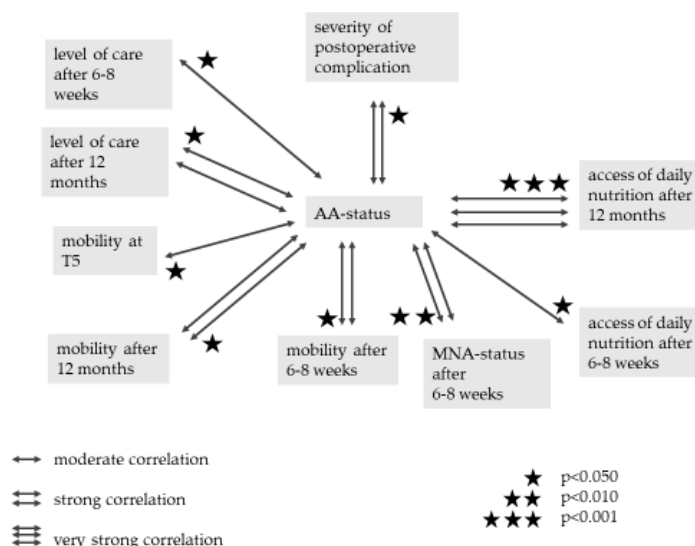 severity of
postoperative
complication
level of care
after 6-8
weeks
level of care
after 12
months
access of daily
nutrition after
12 months
AA-status
mobility at
T5
mobility after
12 months
mobility after
6-8 weeks
MNA-status
after
6-8 weeks
access of daily
nutrition after
6-8 weeks
moderate correlation
strong correlation
very strong correlation
p<0.050
p<0.010
p<0.001